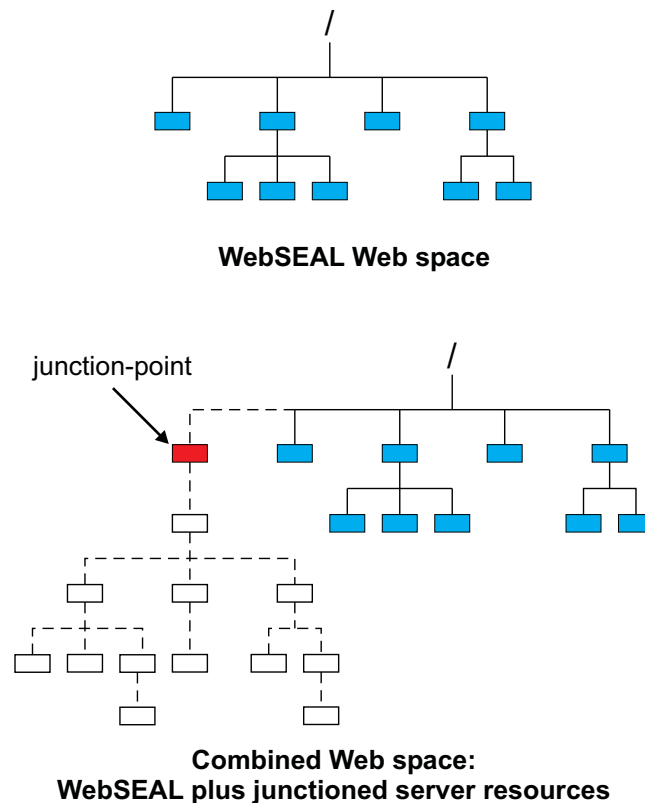 /
WebSEAL Web space
/
junction-point
Combined Web space:
WebSEAL plus junctioned server resources